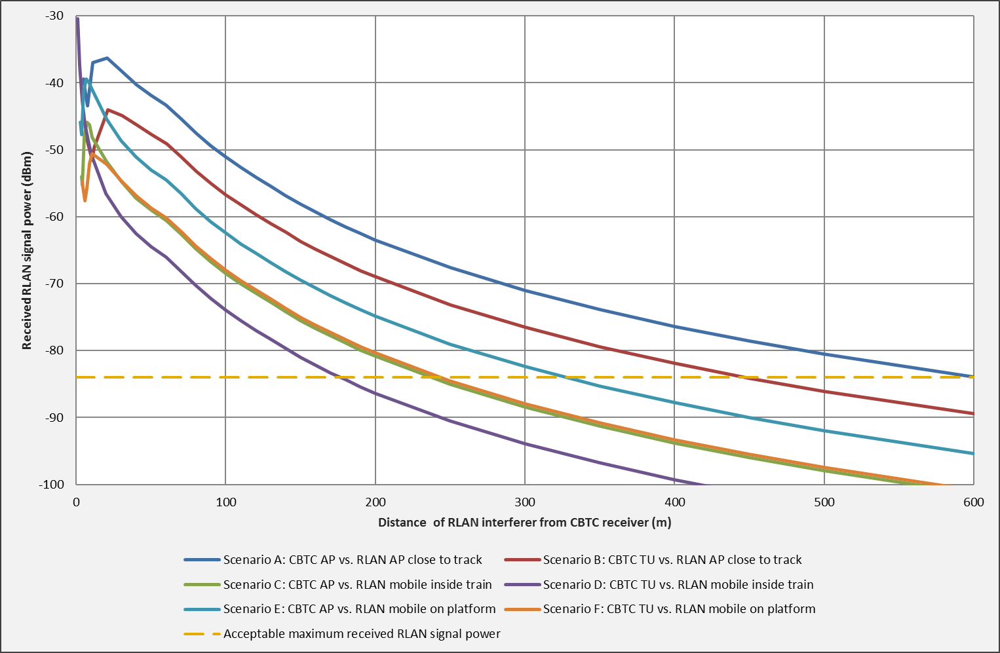 -30
-40
-50
-60
-70
-80
-90
-100
Received RLAN signal power (dBm)
0 100 200 300 400 500 600
Distance  of RLAN interferer from CBTC receiver (m)
Scenario A: CBTC AP vs. RLAN AP close to track Scenario B: CBTC TU vs. RLAN AP close to track
Scenario C: CBTC AP vs. RLAN mobile inside train Scenario D: CBTC TU vs. RLAN mobile inside train
Scenario E: CBTC AP vs. RLAN mobile on platform Scenario F: CBTC TU vs. RLAN mobile on platform
Acceptable maximum received RLAN signal power